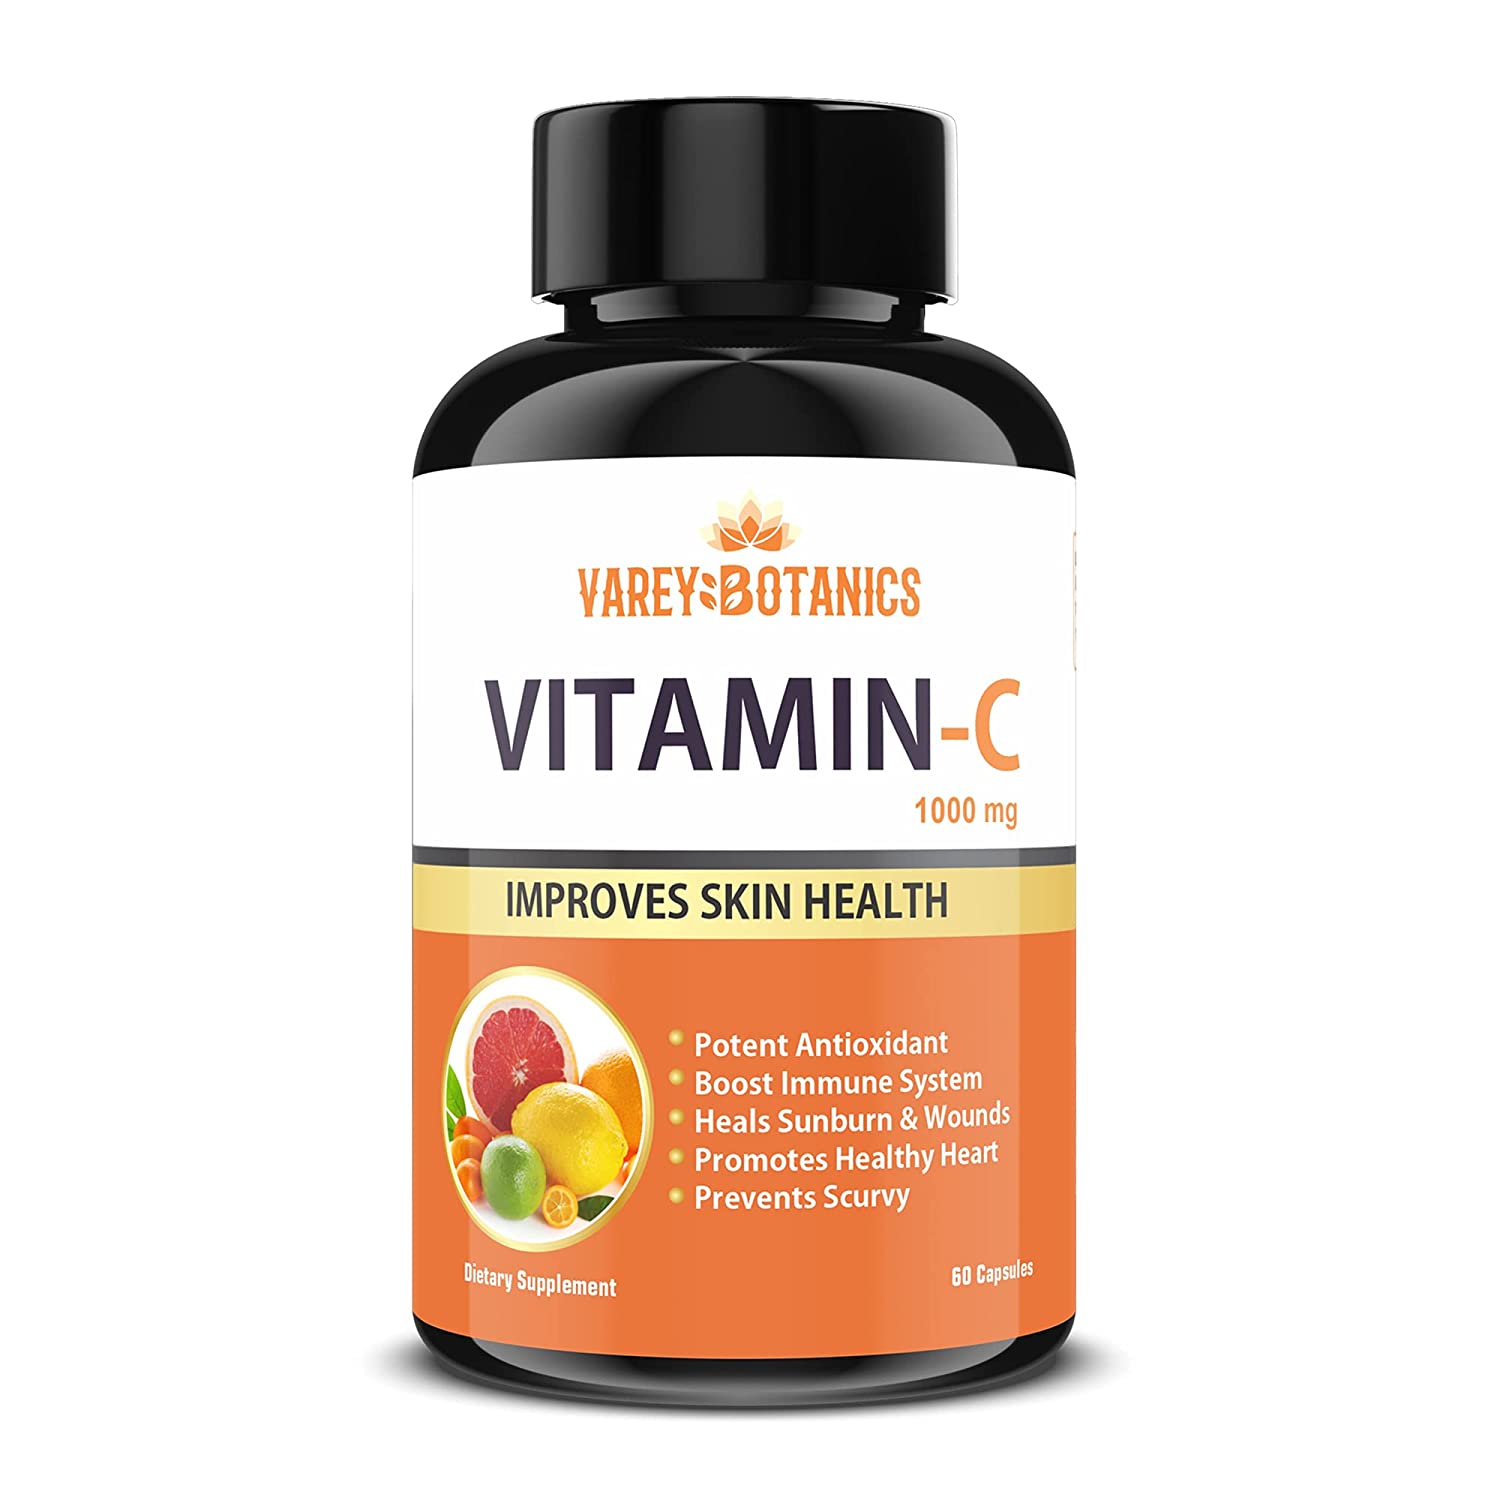 VAREY BOTANICS
VITAMIN-C
1000 mg
IMPROVES SKIN HEALTH
Potent Antioxidant
Boost Immune System
Heals Sunburn & Wounds
Promotes Healthy Heart
Prevents Scurvy
Dietary Supplement
60 Capsules